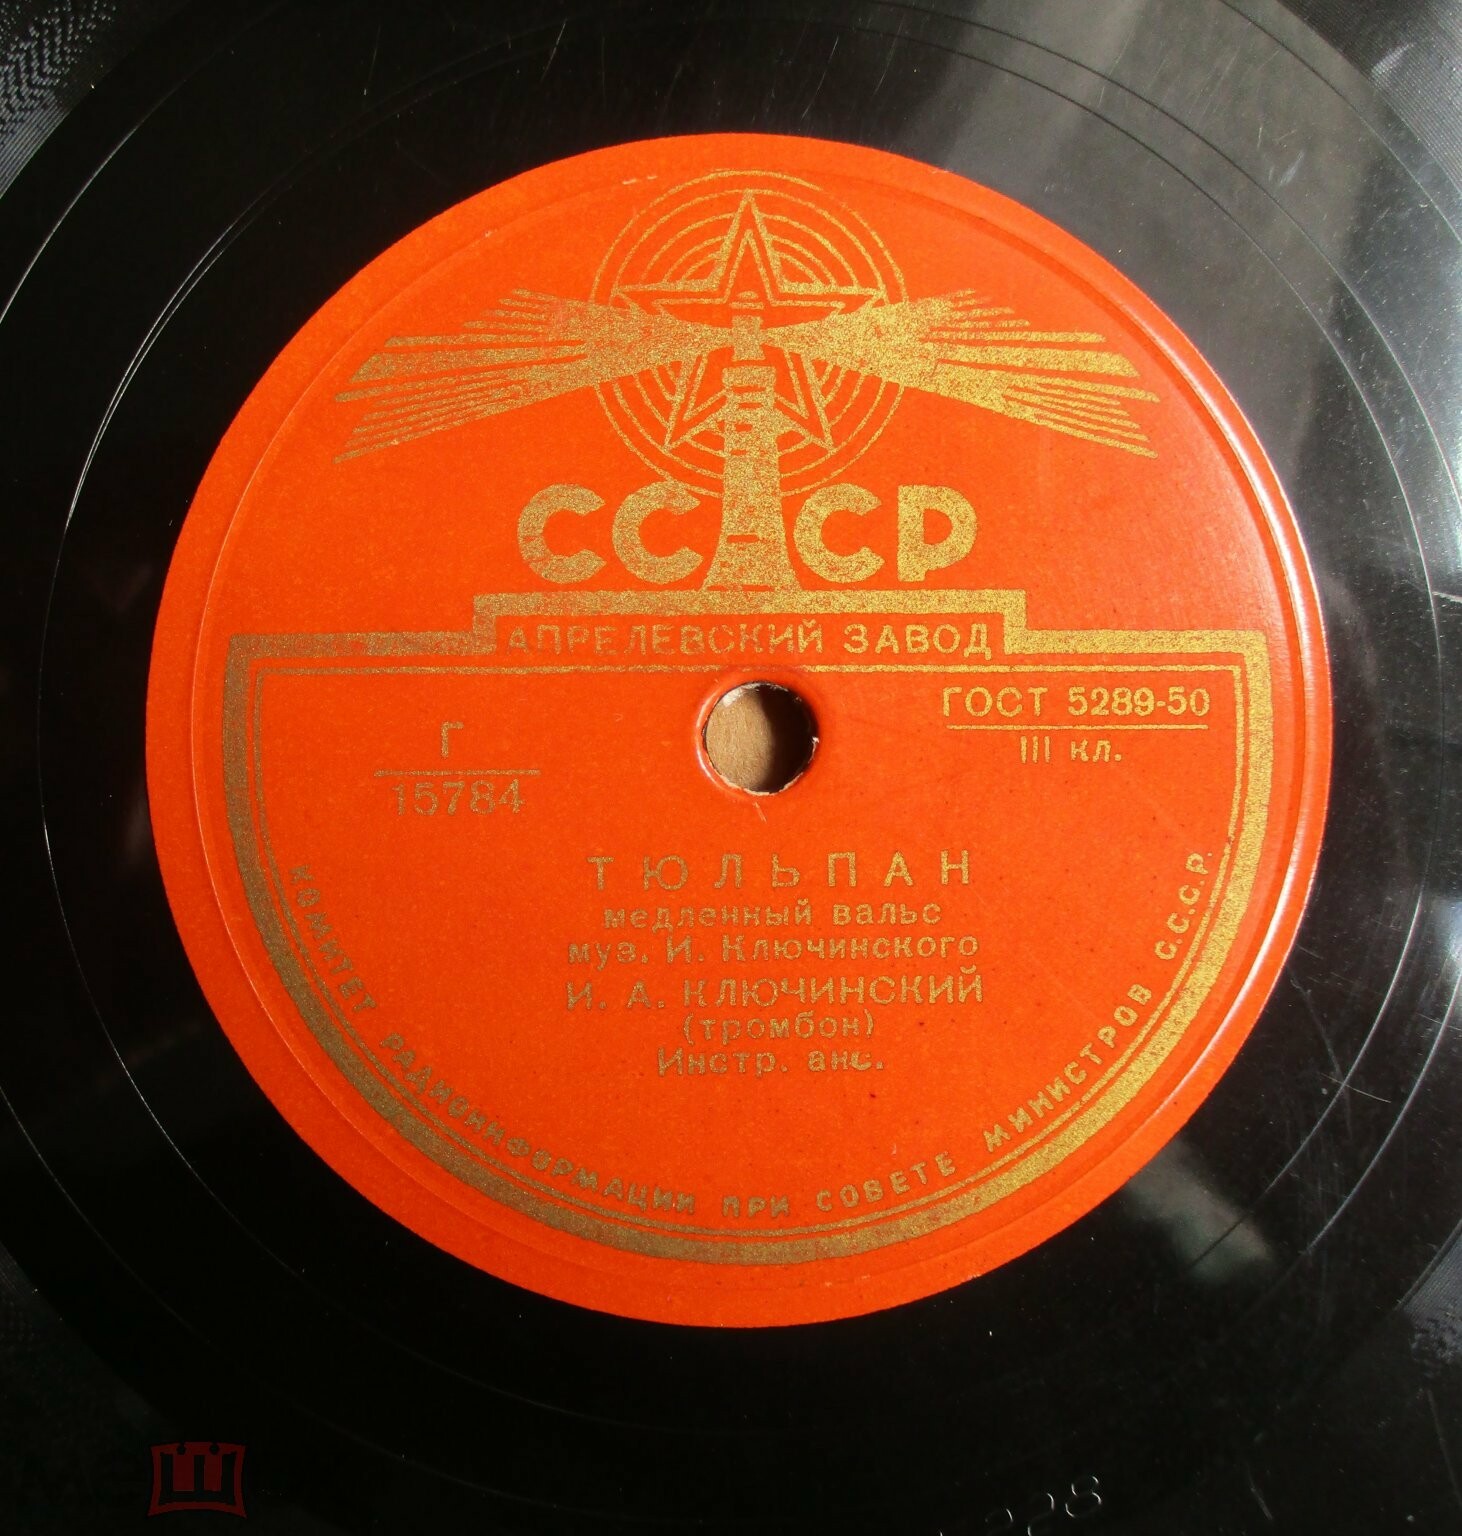 СССР
АПРЕЛЕВСКИЙ ЗАВОД
ГОСТ 5289-50
III кл.
Г
15784
ТЮЛЬПАН
медленный вальс
муз. И. Ключинского
И. А. КЛЮЧИНСКИЙ
(тромбон)
Инстр. анс.
КОМИТЕТ РАДИОИНФОРМАЦИИ ПРИ СОВЕТЕ МИНИСТРОВ С.С.С.Р.